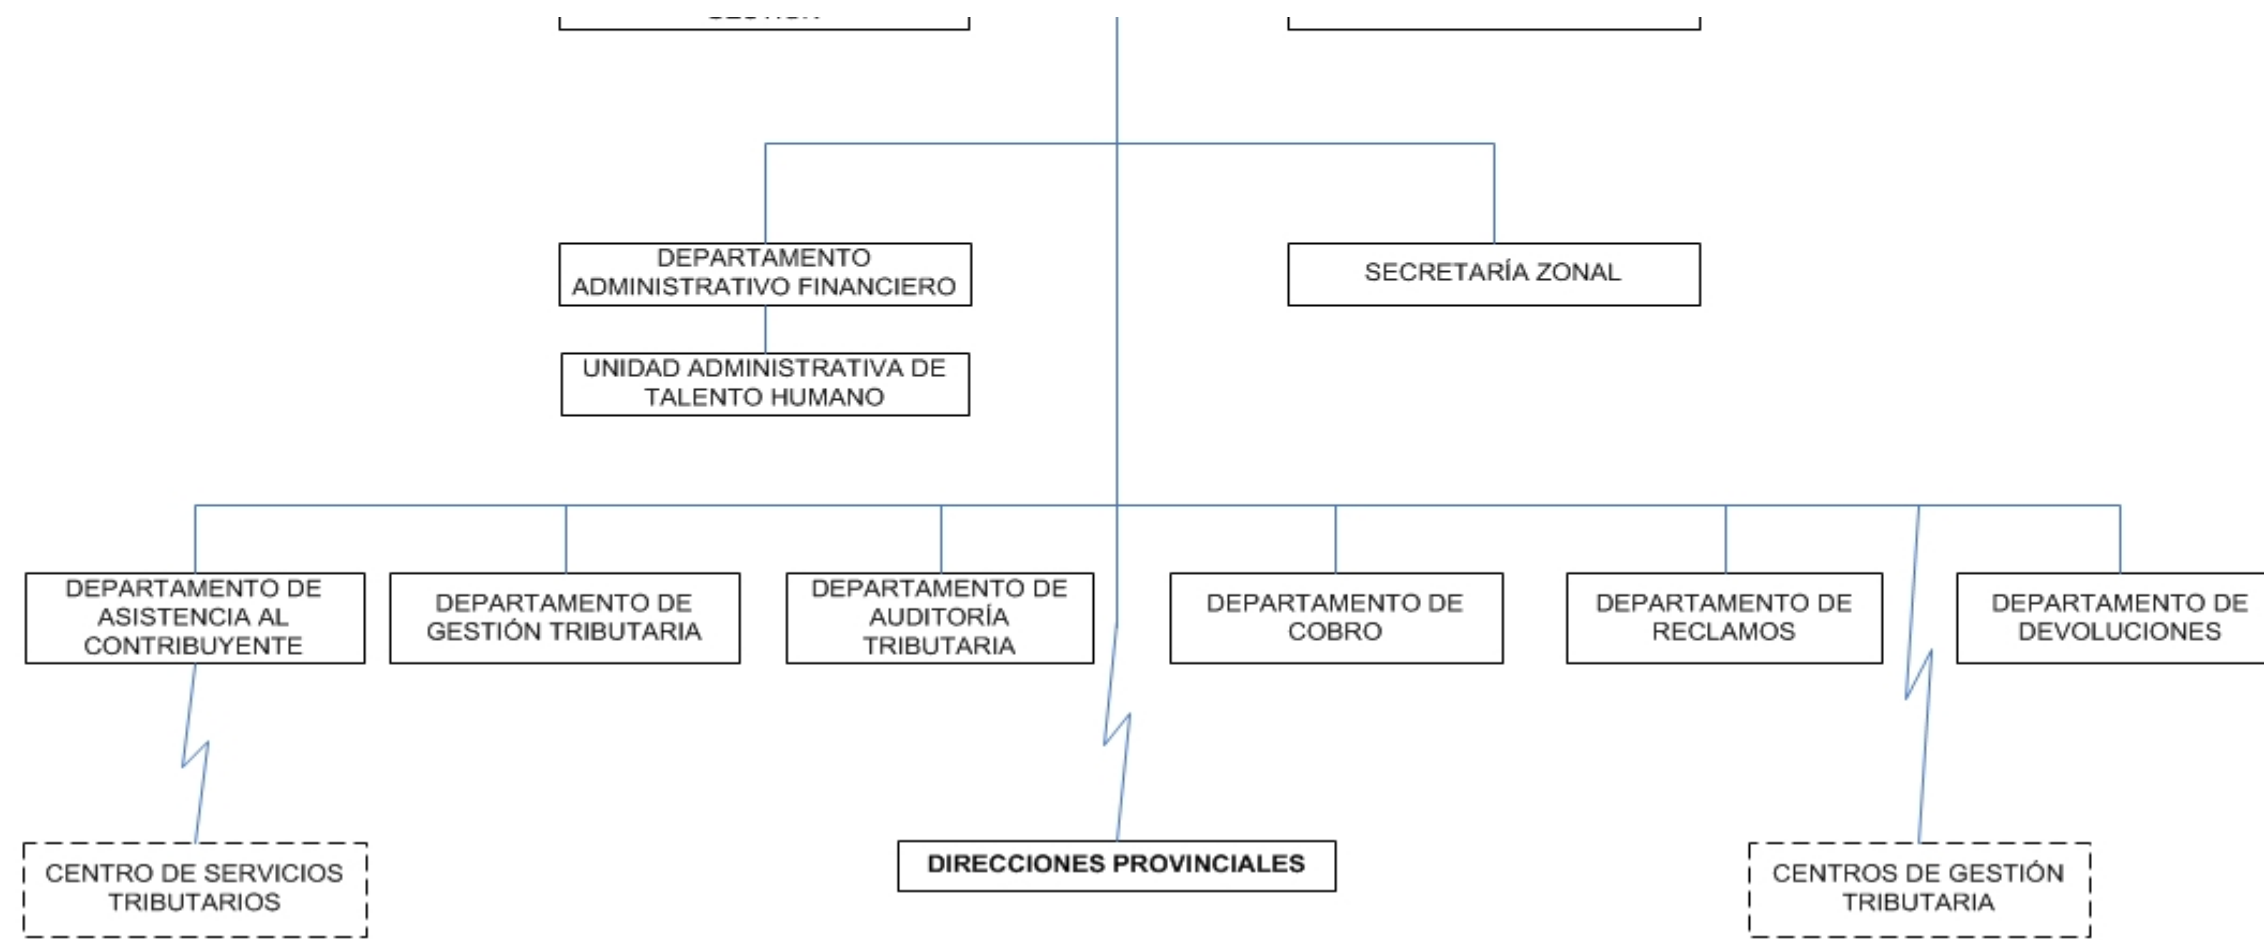 DEPARTAMENTO
ADMINISTRATIVO FINANCIERO
SECRETARÍA ZONAL
UNIDAD ADMINISTRATIVA DE
TALENTO HUMANO
DEPARTAMENTO DE
ASISTENCIA AL
CONTRIBUYENTE
DEPARTAMENTO DE
GESTIÓN TRIBUTARIA
DEPARTAMENTO DE
AUDITORÍA
TRIBUTARIA
DEPARTAMENTO DE
COBRO
DEPARTAMENTO DE
RECLAMOS
DEPARTAMENTO DE
DEVOLUCIONES
CENTRO DE SERVICIOS
TRIBUTARIOS
DIRECCIONES PROVINCIALES
CENTROS DE GESTIÓN
TRIBUTARIA